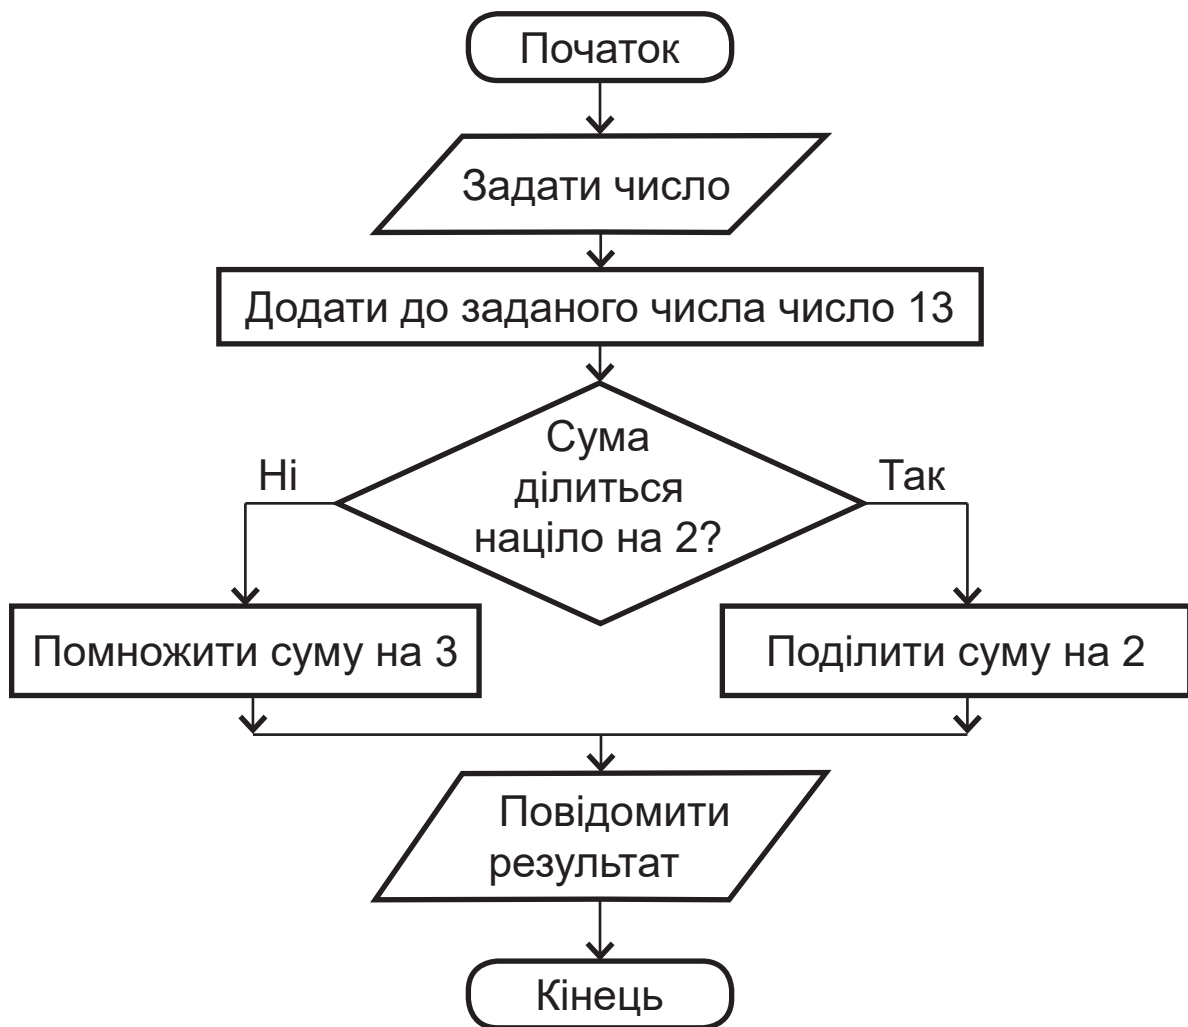 Початок
Задати число
Додати до заданого числа число 13
Сума
ділиться
націло на 2?
Ні
Так
Помножити суму на 3
Поділити суму на 2
Повідомити
результат
Кінець